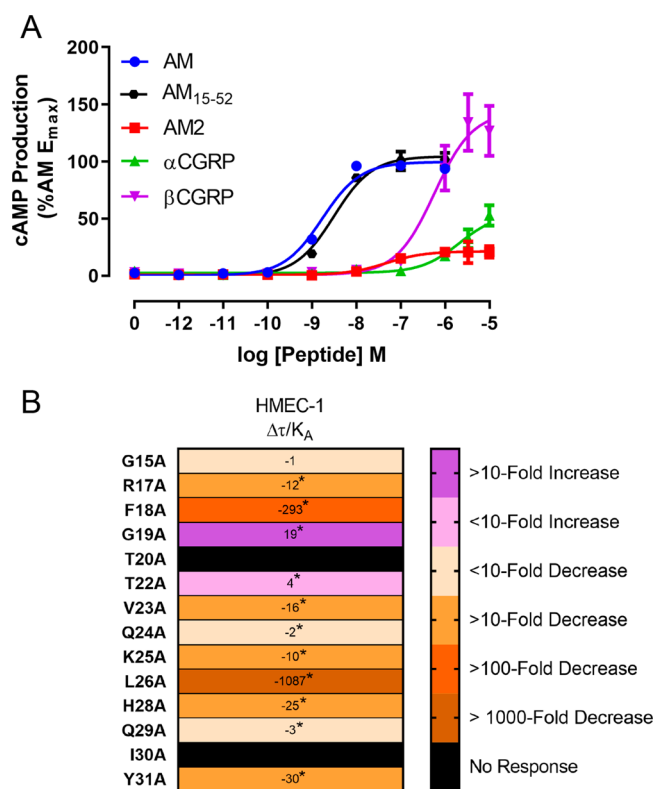 A
cAMP Production
(%AM Emax)
200
150
100
50
0
AM
AM15-52
AM2
αCGRP
βCGRP
0 -12 -11 -10 -9 -8 -7 -6 -5
log [Peptide] M
B
HMEC-1
Δτ/KA
G15A -1
R17A -12*
F18A -293*
G19A 19*
T20A
T22A 4*
V23A -16*
Q24A -2*
K25A -10*
L26A -1087*
H28A -25*
Q29A -3*
I30A
Y31A -30*
>10-Fold Increase
<10-Fold Increase
<10-Fold Decrease
>10-Fold Decrease
>100-Fold Decrease
> 1000-Fold Decrease
No Response